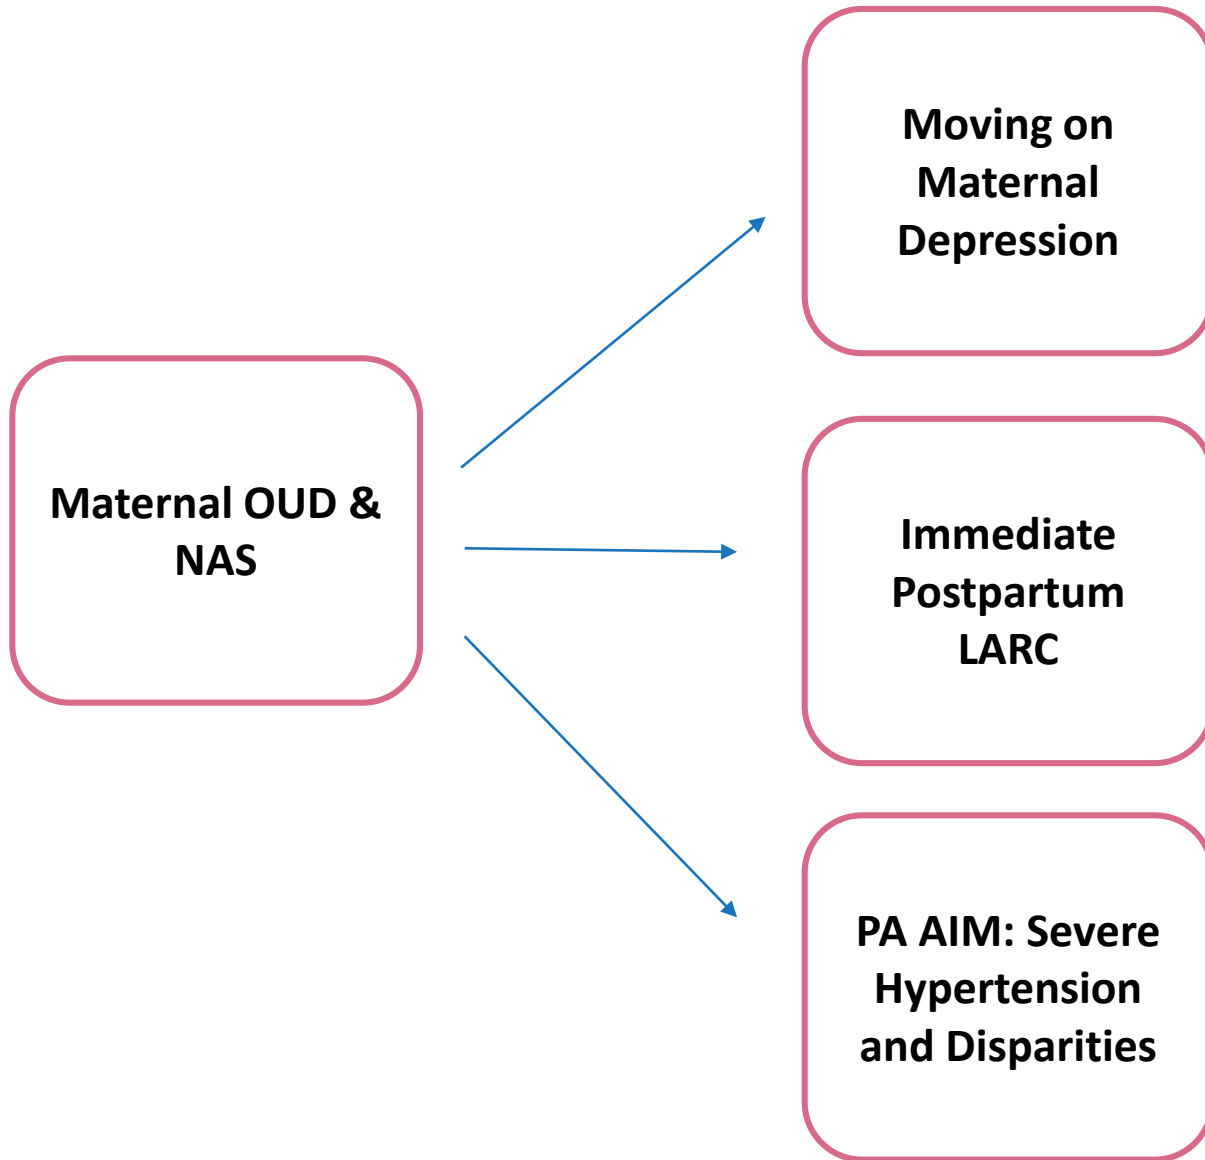 Moving on
Maternal
Depression
Maternal OUD &
NAS
Immediate
Postpartum
LARC
PA AIM: Severe
Hypertension
and Disparities